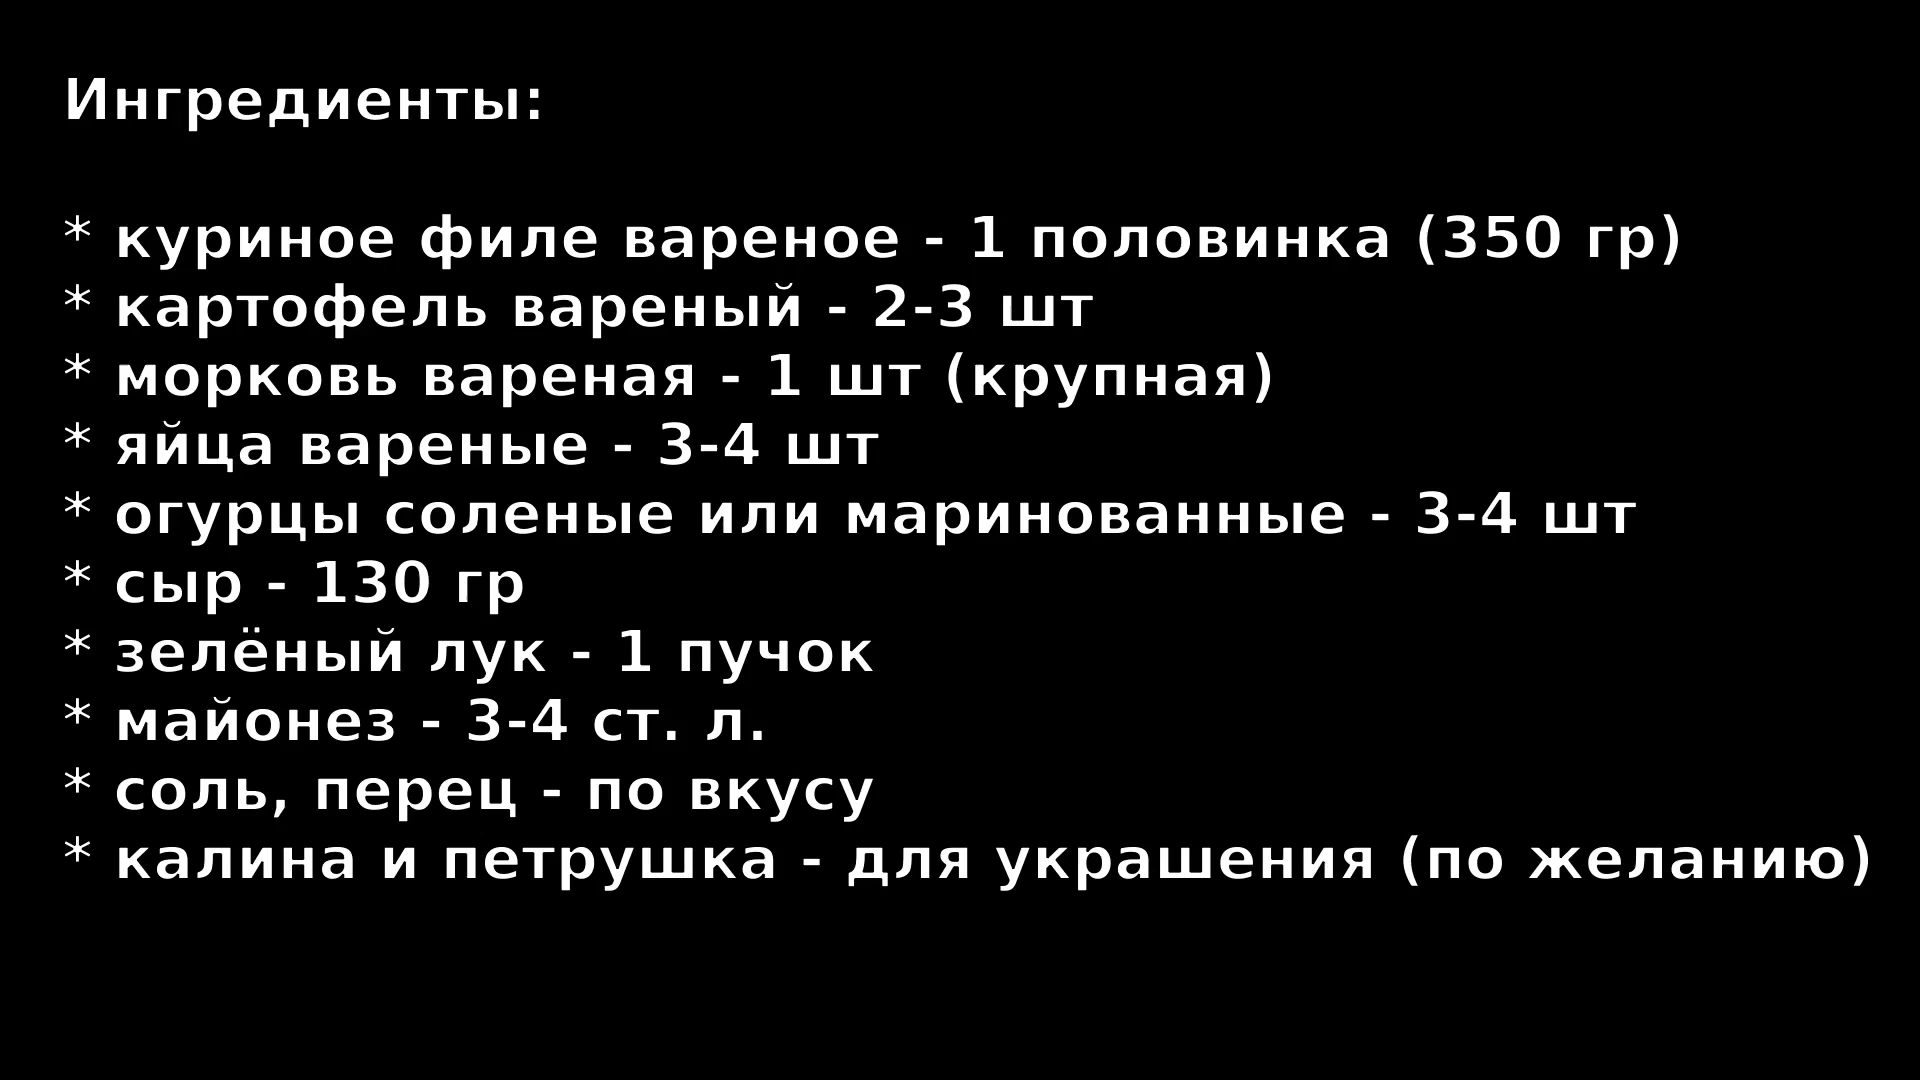 Ингредиенты:
* куриное филе вареное - 1 половинка (350 гр)
* картофель вареный - 2-3 шт
* морковь вареная - 1 шт (крупная)
* яйца вареные - 3-4 шт
* огурцы соленые или маринованные - 3-4 шт
* сыр - 130 гр
* зелёный лук - 1 пучок
* майонез - 3-4 ст. л.
* соль, перец - по вкусу
* калина и петрушка - для украшения (по желанию)